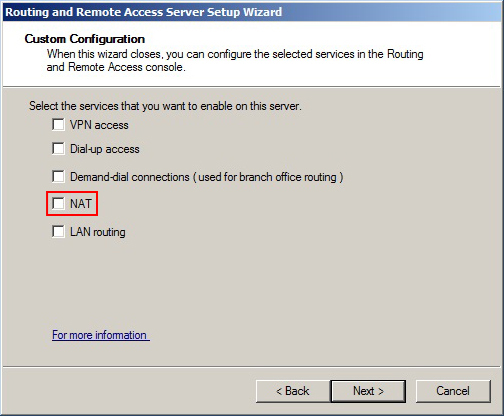 Routing and Remote Access Server Setup Wizard
Custom Configuration
When this wizard closes, you can configure the selected services in the Routing
and Remote Access console.
Select the services that you want to enable on this server.
VPN access
Dial-up access
Demand-dial connections ( used for branch office routing )
NAT
LAN routing
For more information
< Back
Next >
Cancel